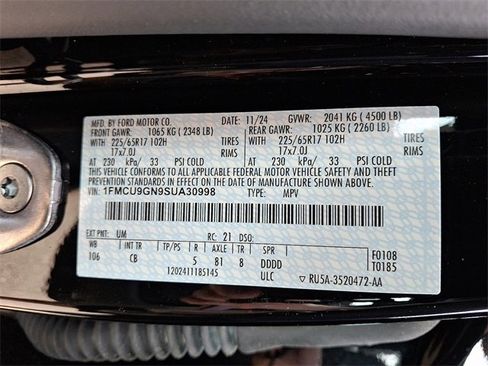 MFD. BY FORD MOTOR CO. 11/24 GVWR: 2041 KG (4500 LB)
FRONT GAWR: 1065 KG (2348 LB) REAR GAWR: 1025 KG (2260 LB)
225/65R17 102H TIRES 225/65R17 102H TIRES
17x7.0J RIMS 17x7.0J RIMS
AT 230 kPa/ 33 PSI COLD AT 230 kPa/ 33 PSI COLD
THIS VEHICLE CONFORMS TO ALL APPLICABLE FEDERAL MOTOR VEHICLE
SAFETY, BUMPER, AND THEFT PREVENTION STANDARDS IN EFFECT ON THE
DATE OF MANUFACTURE SHOWN ABOVE.
VIN: 1FMCU9GN9SUA30998 TYPE: MPV
EXT PNT: UM RC: 21 DSO:
WB INT TR TP/PS R AXLE TR SPR F0108
106 CB 5 81 8 DDDD T0185
1202411185145 ULC ▽ RU5A-3520472-AA